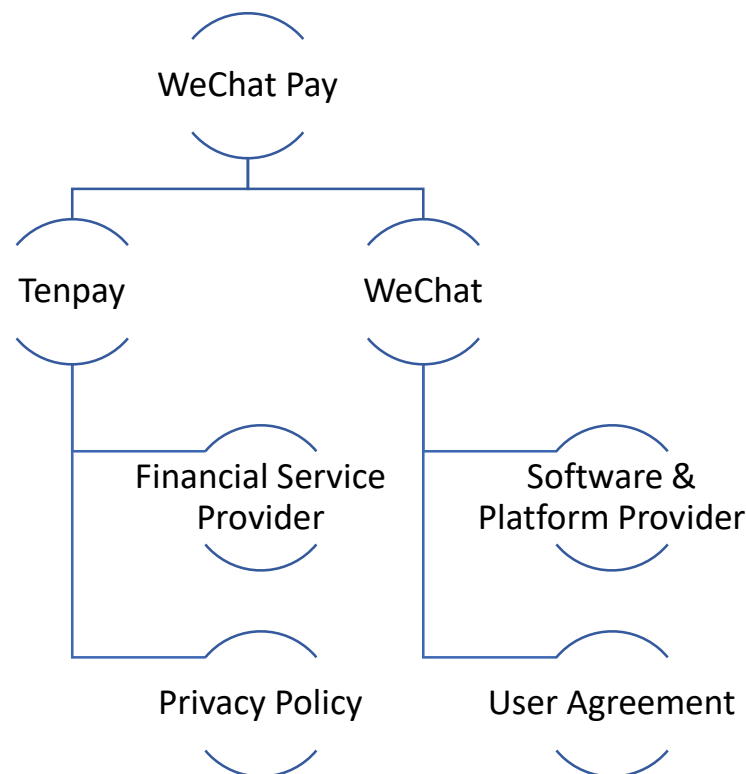 WeChat Pay
Tenpay
WeChat
Financial Service
Provider
Software &
Platform Provider
Privacy Policy
User Agreement